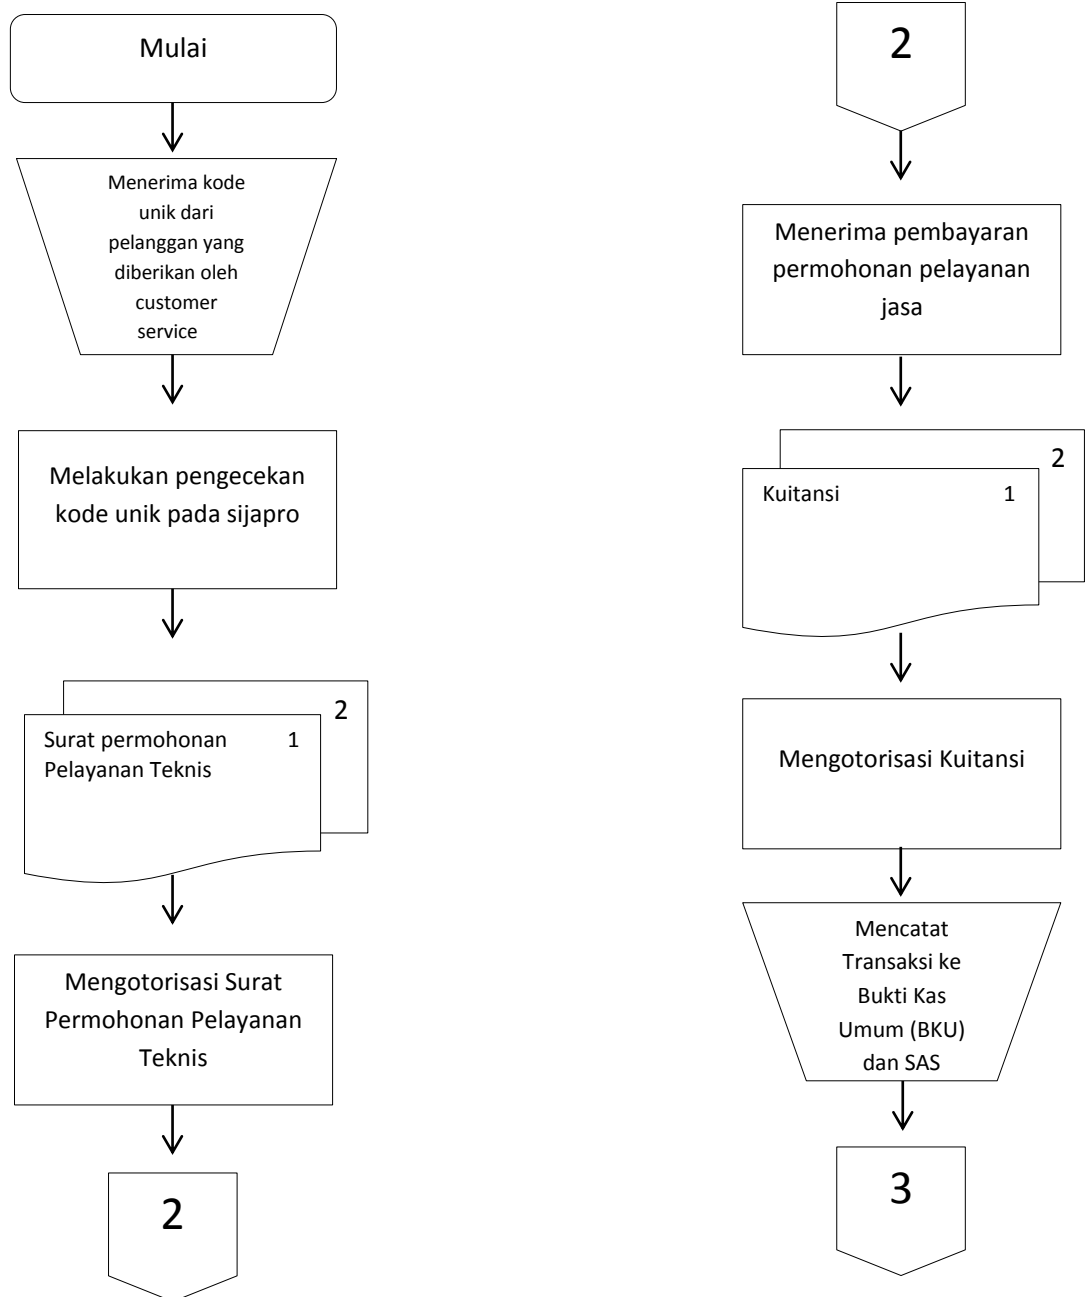 Mulai
Menerima kode
unik dari
pelanggan yang
diberikan oleh
customer
service
Melakukan pengecekan
kode unik pada sijapro
2
Surat permohonan 1
Pelayanan Teknis
Mengotorisasi Surat
Permohonan Pelayanan
Teknis
2
2
Menerima pembayaran
permohonan pelayanan
jasa
2
Kuitansi 1
Mengotorisasi Kuitansi
Mencatat
Transaksi ke
Bukti Kas
Umum (BKU)
dan SAS
3